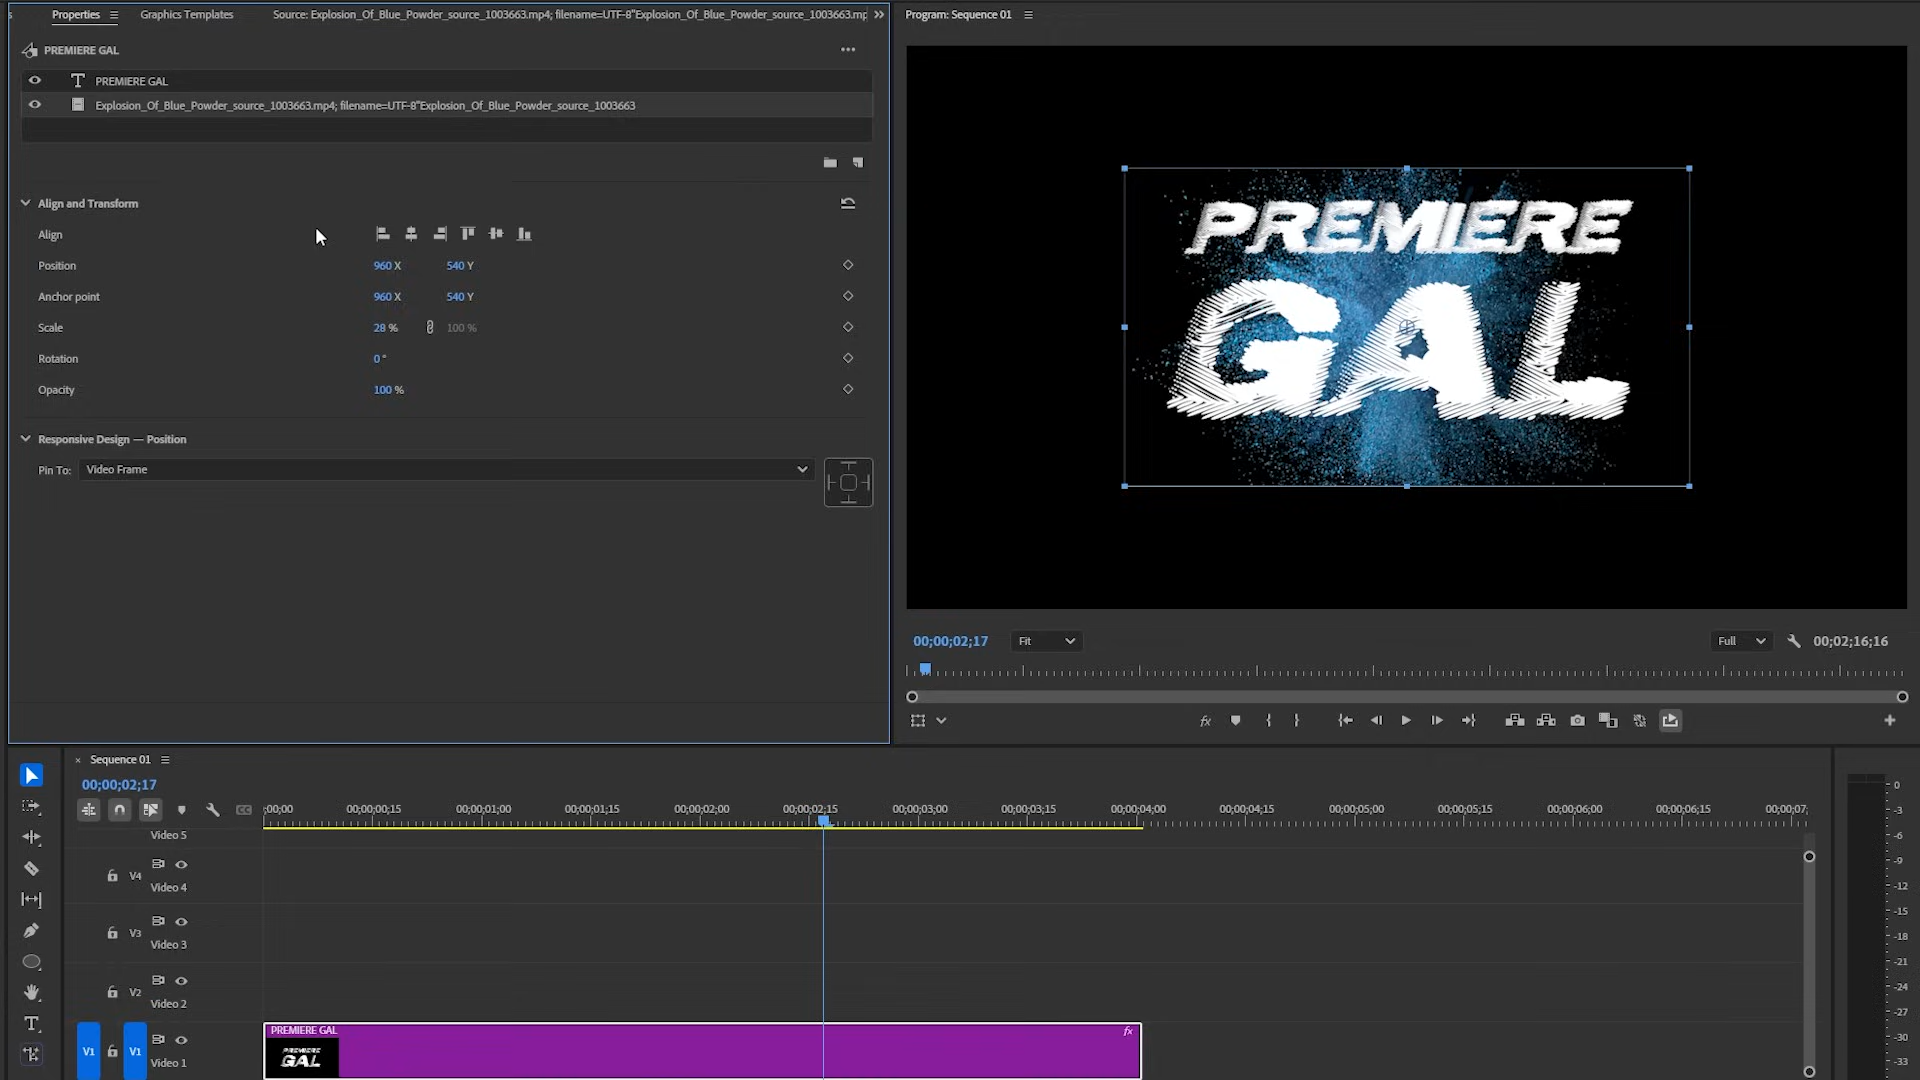 Properties
Graphics Templates
Source: Explosion_Of_Blue_Powder_source_1003663.mp4; filename=UTF-8''Explosion_Of_Blue_Powder_source_1003663.mp
PREMIERE GAL
PREMIERE GAL
Explosion_Of_Blue_Powder_source_1003663.mp4; filename=UTF-8''Explosion_Of_Blue_Powder_source_1003663
Align and Transform
Align
Position 960 X 540 Y
Anchor point 960 X 540 Y
Scale 28 % 100 %
Rotation 0 °
Opacity 100 %
Responsive Design — Position
Pin To: Video Frame
Program: Sequence 01
PREMIERE
GAL
00;00;02;17 Fit Full 00;02;16;16
fx
× Sequence 01
00;00;02;17
CC
;00;00 00;00;00;15 00;00;01;00 00;00;01;15 00;00;02;00 00;00;02;15 00;00;03;00 00;00;03;15 00;00;04;00 00;00;04;15 00;00;05;00 00;00;05;15 00;00;06;00 00;00;06;15 00;00;07;
Video 5
V4
Video 4
V3
Video 3
V2
Video 2
V1 V1
Video 1
PREMIERE GAL fx
PREMIERE
GAL
0
-3
-6
-9
-12
-15
-18
-21
-24
-27
-30
-33